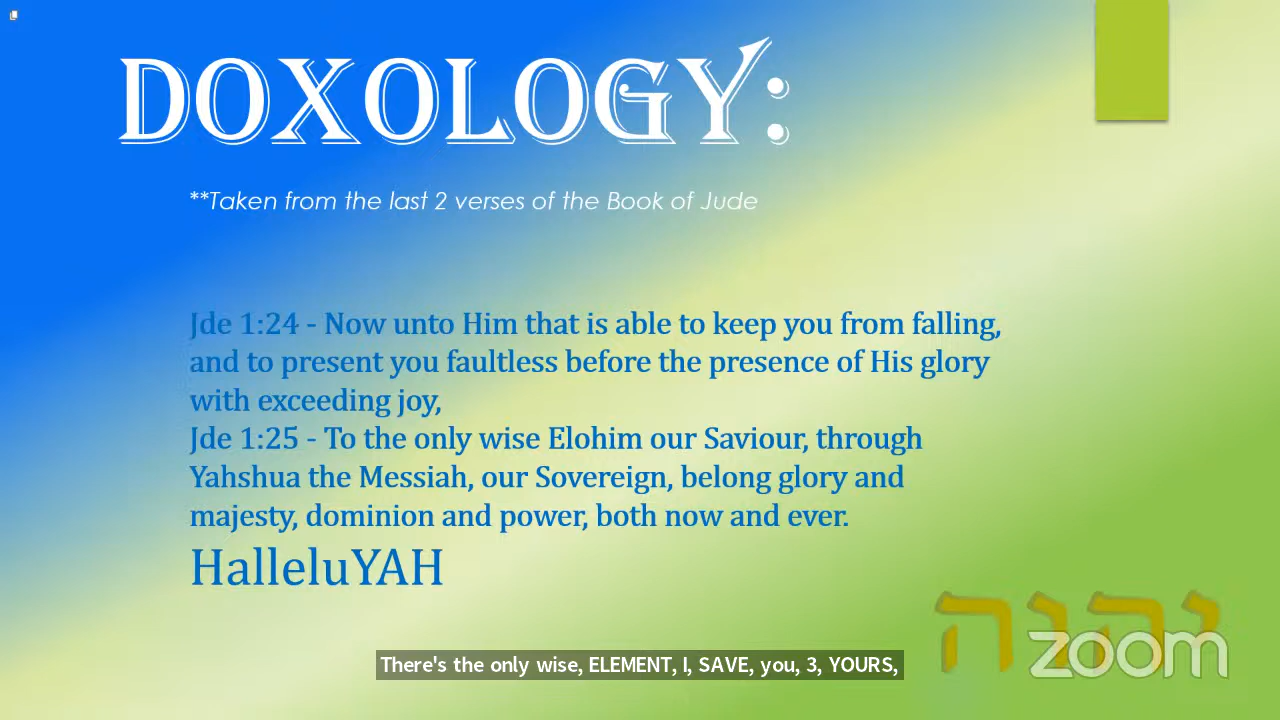 DOXOLOGY:
**Taken from the last 2 verses of the Book of Jude
Jde 1:24 - Now unto Him that is able to keep you from falling,
and to present you faultless before the presence of His glory
with exceeding joy,
Jde 1:25 - To the only wise Elohim our Saviour, through
Yahshua the Messiah, our Sovereign, belong glory and
majesty, dominion and power, both now and ever.
HalleluYAH
יהוה
zoom
There's the only wise, ELEMENT, I, SAVE, you, 3, YOURS,